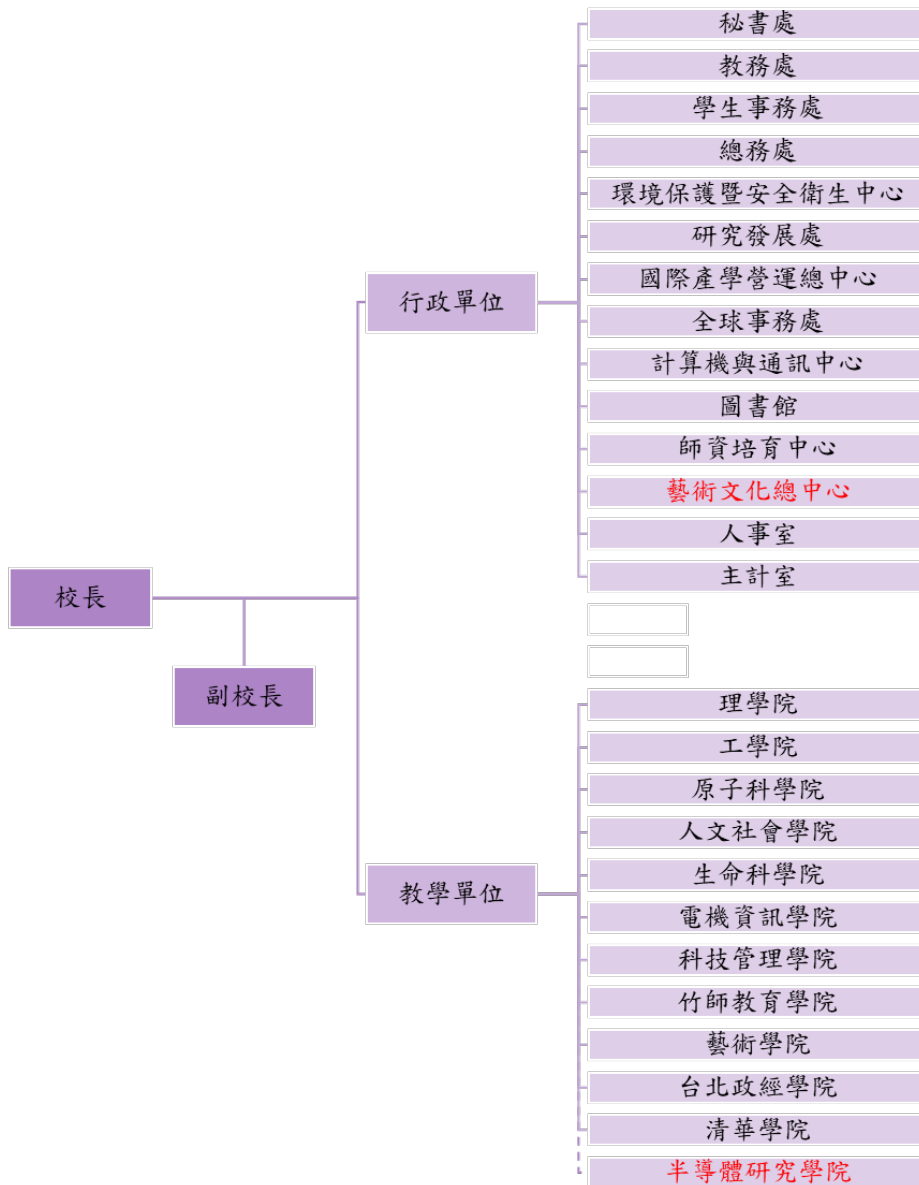 秘書處
教務處
學生事務處
總務處
環境保護暨安全衛生中心
研究發展處
行政單位
國際產學營運總中心
全球事務處
計算機與通訊中心
圖書館
師資培育中心
藝術文化總中心
人事室
主計室
校長
副校長
理學院
工學院
原子科學院
人文社會學院
生命科學院
教學單位
電機資訊學院
科技管理學院
竹師教育學院
藝術學院
台北政經學院
清華學院
半導體研究學院